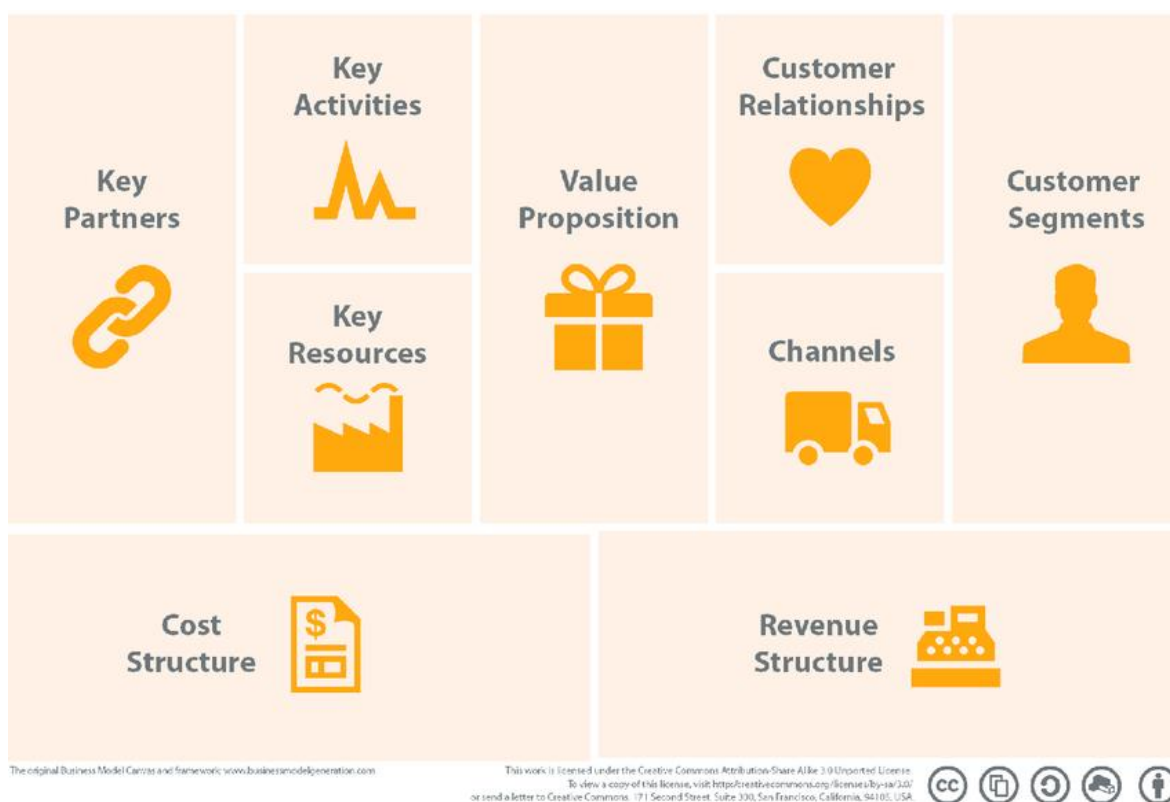 Key
Partners
Key
Activities
Key
Resources
Value
Proposition
Customer
Relationships
Channels
Customer
Segments
Cost
Structure
$
Revenue
Structure
The original Business Model Canvas and framework: www.businessmodelgeneration.com
This work is licensed under the Creative Commons Attribution-Share Alike 3.0 Unported License.
To view a copy of this license, visit http:/creativecommons.org/licenses/by-sa/3.0/
or send a letter to Creative Commons, 171 Second Street, Suite 300, San Francisco, California, 94105, USA.
cc